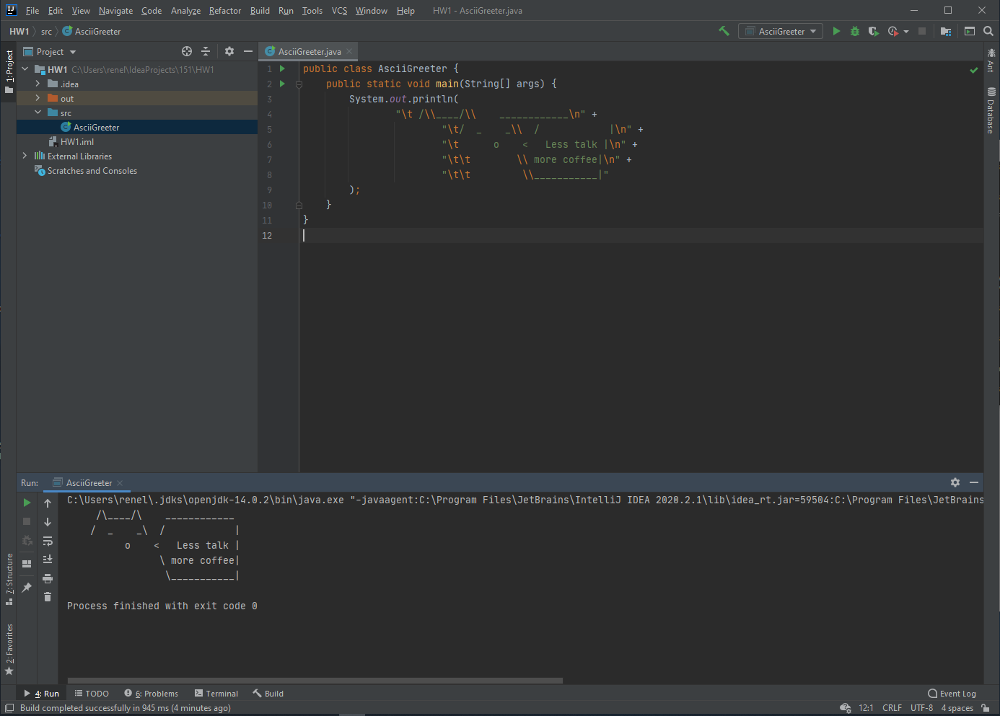 File Edit View Navigate Code Analyze Refactor Build Run Tools VCS Window Help HW1 - AsciiGreeter.java
HW1 src AsciiGreeter AsciiGreeter
1: Project
Project
HW1 C:\Users\renel\IdeaProjects\151\HW1
.idea
out
src
AsciiGreeter
HW1.iml
External Libraries
Scratches and Consoles
AsciiGreeter.java
1 public class AsciiGreeter {
2     public static void main(String[] args) {
3         System.out.println(
4                 "\t /\\____/\\    ____________\n" +
5                         "\t/  _    _\\  /            |\n" +
6                         "\t      o    <   Less talk |\n" +
7                         "\t\t        \\ more coffee|\n" +
8                         "\t\t         \\___________|"
9         );
10     }
11 }
12
Ant
Database
Run: AsciiGreeter
C:\Users\renel\.jdks\openjdk-14.0.2\bin\java.exe "-javaagent:C:\Program Files\JetBrains\IntelliJ IDEA 2020.2.1\lib\idea_rt.jar=59504:C:\Program Files\JetBrains
     /\____/\    ____________
    /  _    _\  /            |
          o    <   Less talk |
                \ more coffee|
                 \___________|
Process finished with exit code 0
7: Structure
2: Favorites
4: Run TODO 6: Problems Terminal Build Event Log
Build completed successfully in 945 ms (4 minutes ago) 12:1 CRLF UTF-8 4 spaces